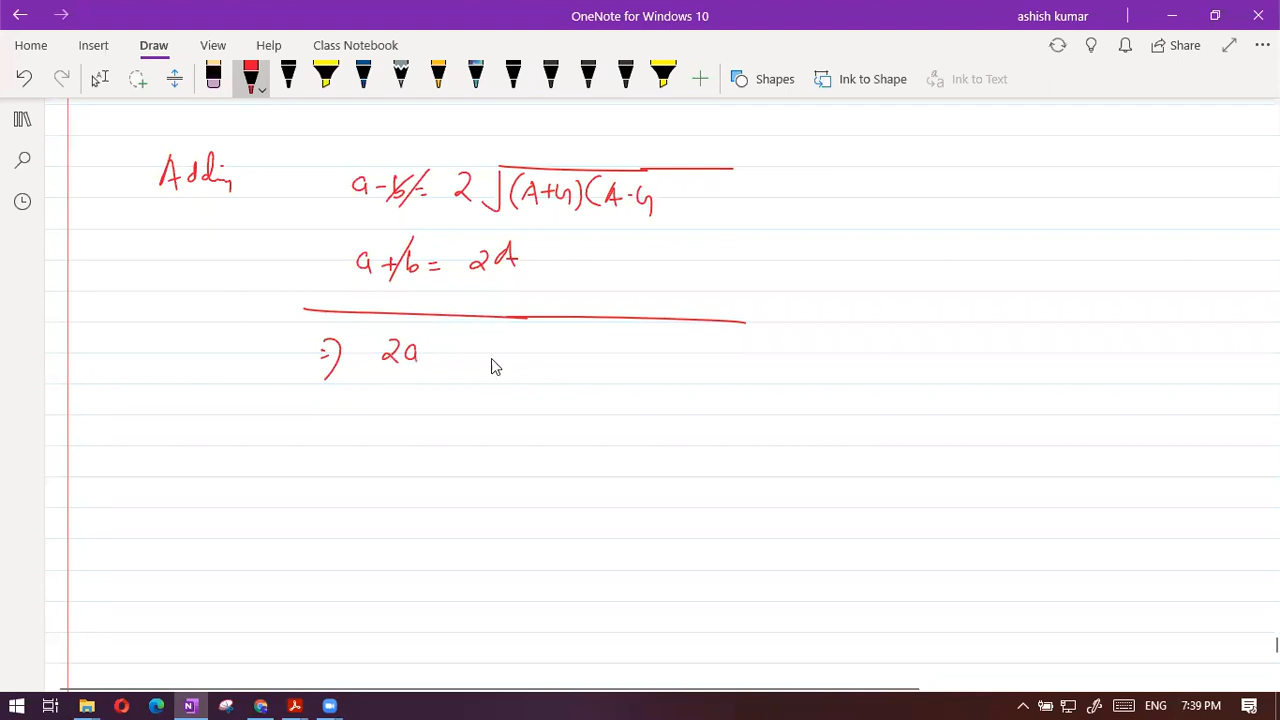 OneNote for Windows 10
ashish kumar
Home Insert Draw View Help Class Notebook Share
Shapes Ink to Shape Ink to Text
Adding a - b = 2 √(A+G)(A-G
a + b = 2A
=> 2a
ENG 7:39 PM